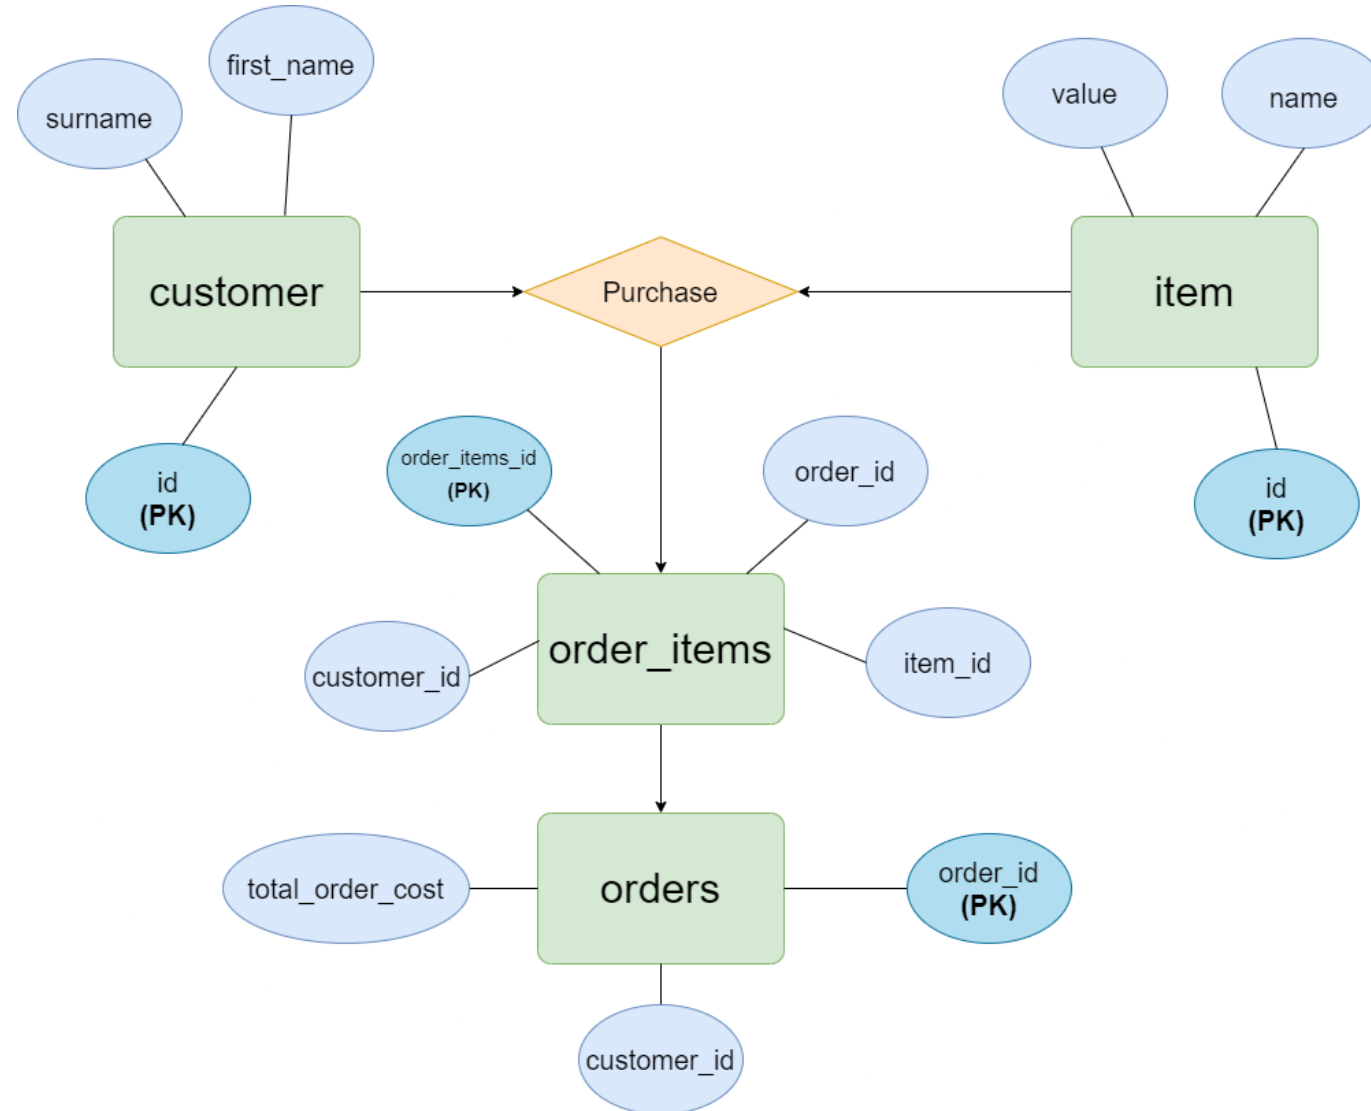 first_name
surname
value
name
customer
Purchase
item
order_items_id
(PK)
order_id
id
(PK)
id
(PK)
order_items
customer_id
item_id
total_order_cost
orders
order_id
(PK)
customer_id